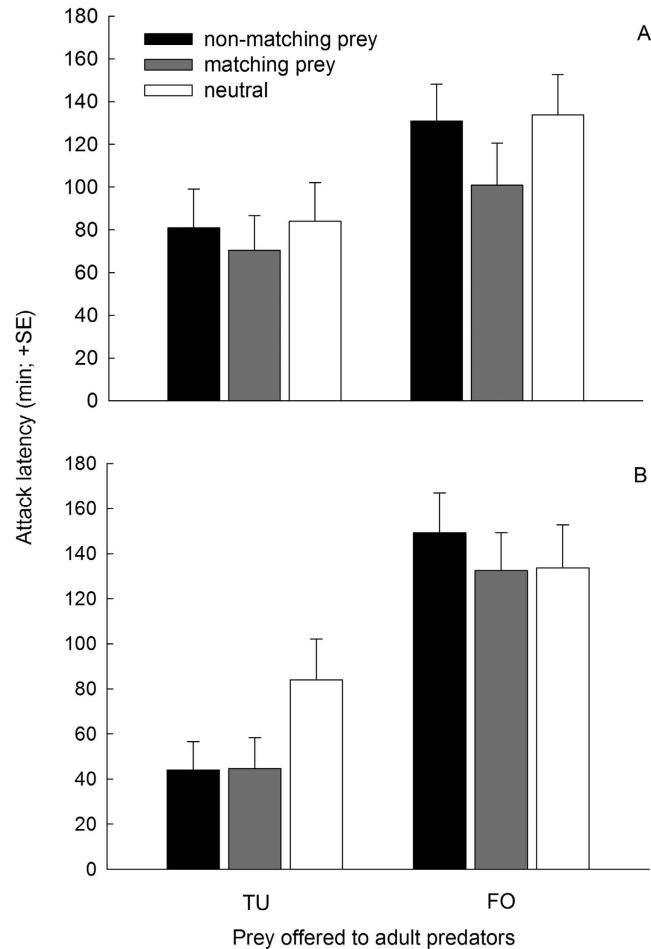 180
160
140
120
100
80
60
40
20
0
non-matching prey
matching prey
neutral
A
Attack latency (min; +SE)
180
160
140
120
100
80
60
40
20
0
B
TU FO
Prey offered to adult predators